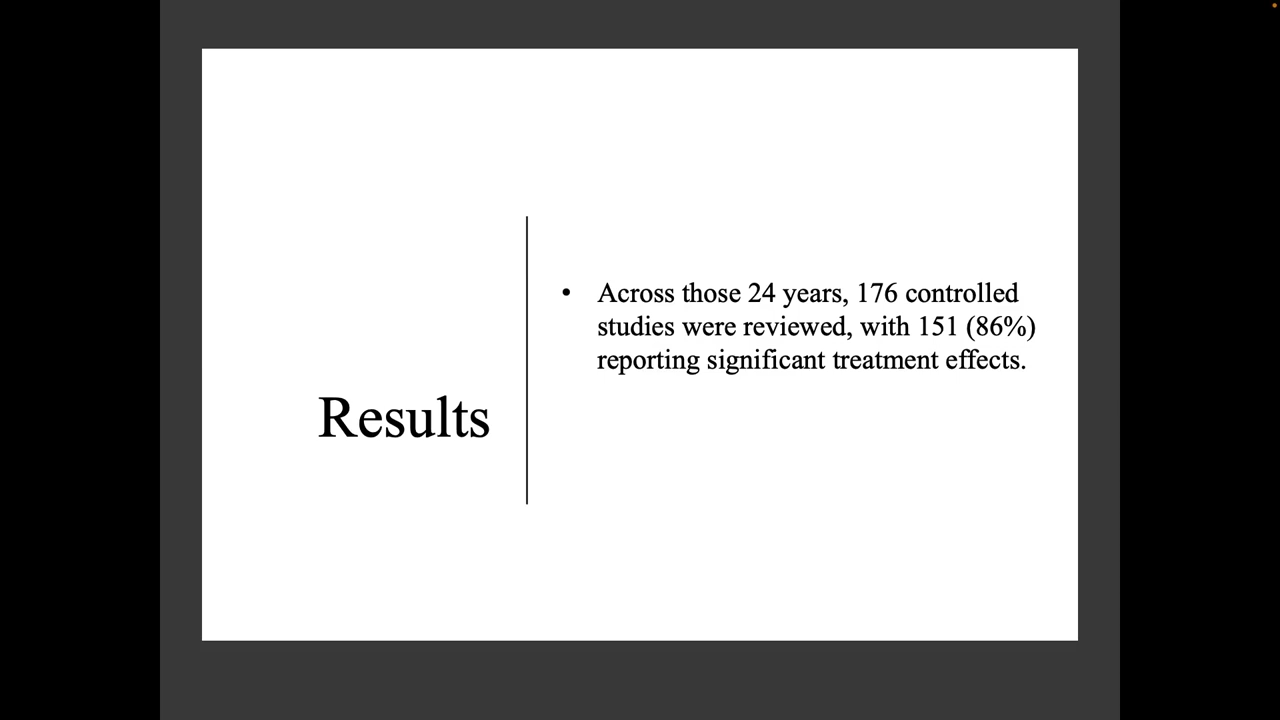 Results
• Across those 24 years, 176 controlled
studies were reviewed, with 151 (86%)
reporting significant treatment effects.